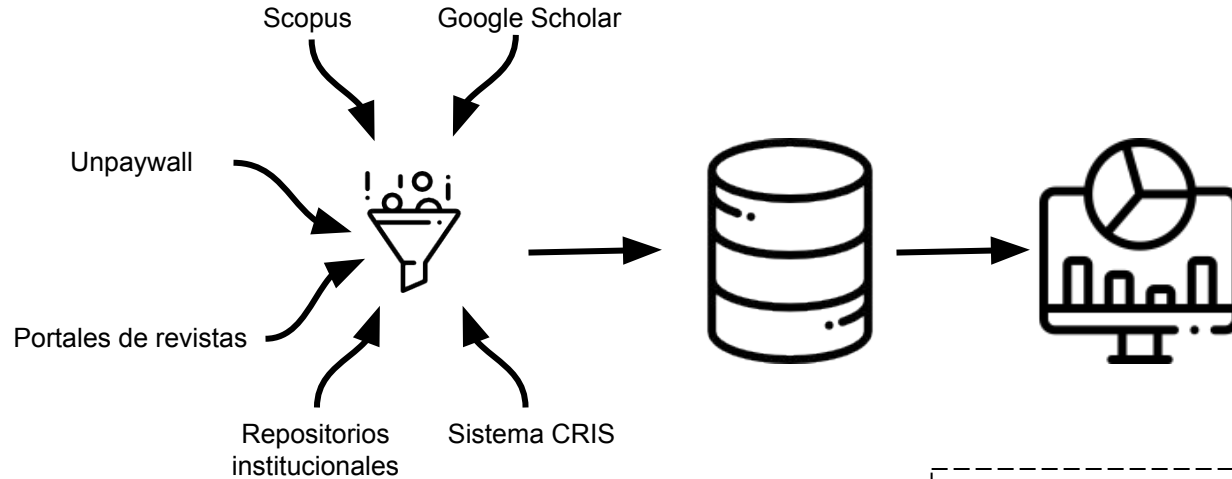 Scopus
Google Scholar
Unpaywall
Portales de revistas
Repositorios
institucionales
Sistema CRIS